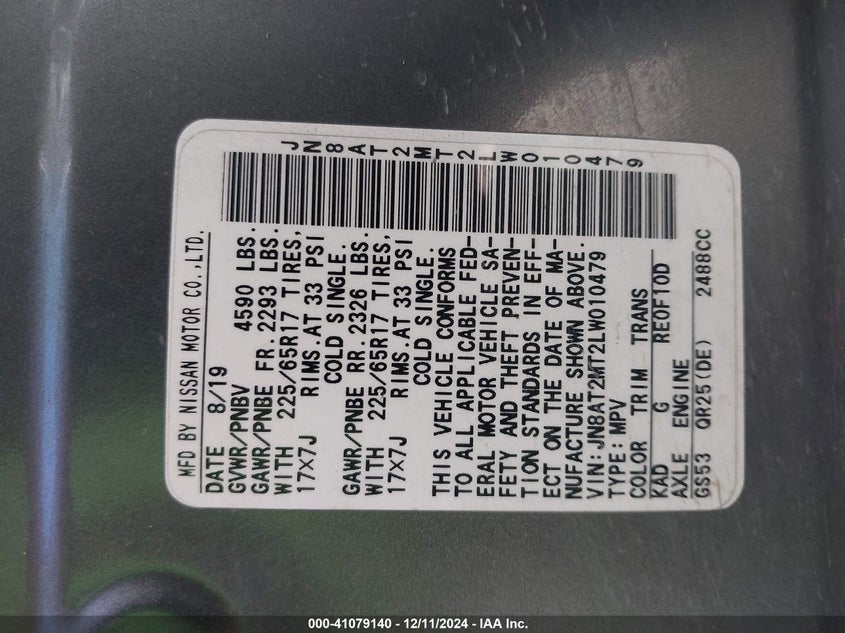 MFD BY NISSAN MOTOR CO.,LTD.
DATE 8/19
GVWR/PNBV 4590 LBS.
GAWR/PNBE FR. 2293 LBS.
WITH 225/65R17 TIRES,
17X7J RIMS.AT 33 PSI
COLD SINGLE.
GAWR/PNBE RR. 2326 LBS.
WITH 225/65R17 TIRES,
17X7J RIMS.AT 33 PSI
COLD SINGLE.
THIS VEHICLE CONFORMS
TO ALL APPLICABLE FED-
ERAL MOTOR VEHICLE SA-
FETY AND THEFT PREVEN-
TION STANDARDS IN EFF-
ECT ON THE DATE OF MA-
NUFACTURE SHOWN ABOVE.
VIN:JN8AT2MT2LW010479
TYPE:MPV
COLOR TRIM TRANS
KAD G RE0F10D
AXLE ENGINE
GS53 QR25(DE) 2488CC
JN8AT2MT2LW010479
000-41079140 - 12/11/2024 - IAA Inc.